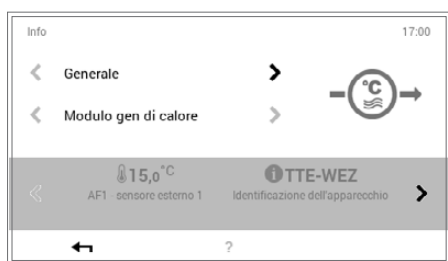 Info 17:00
Generale
Modulo gen di calore
°C
15,0°C TTE-WEZ
AF1 - sensore esterno 1 Identificazione dell'apparecchio
?